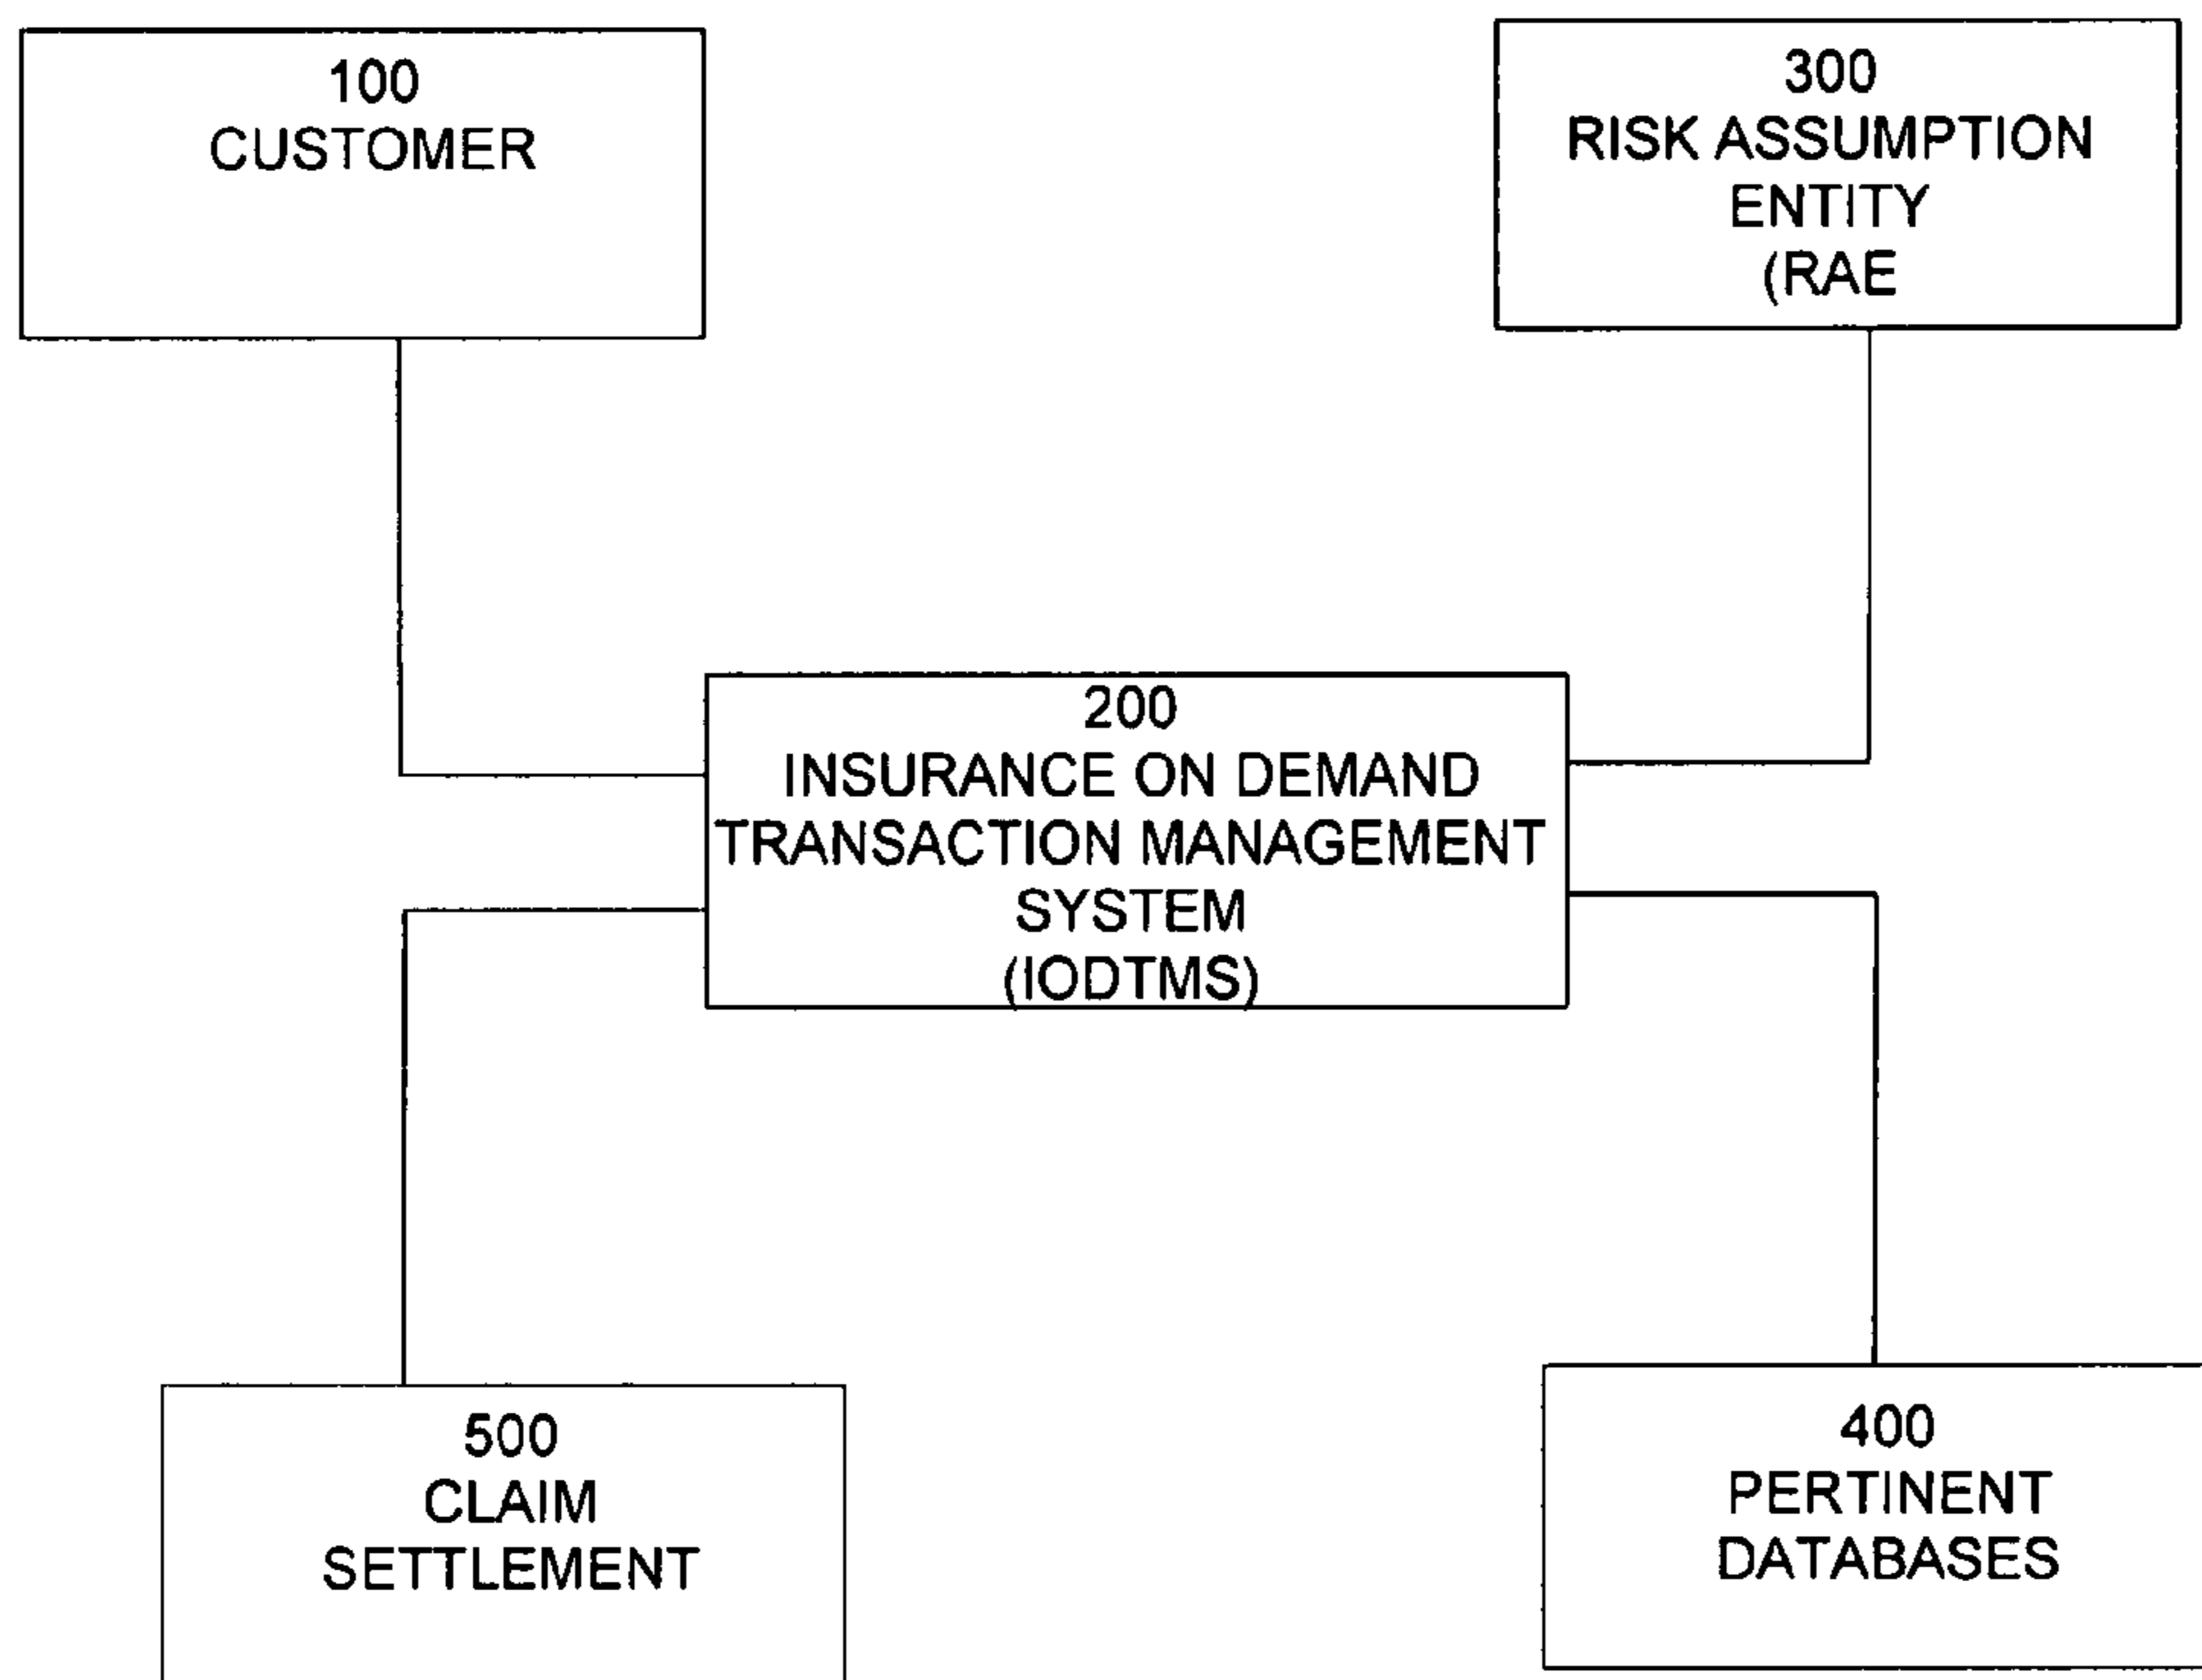 100
CUSTOMER
300
RISK ASSUMPTION
ENTITY
(RAE
200
INSURANCE ON DEMAND
TRANSACTION MANAGEMENT
SYSTEM
(IODTMS)
500
CLAIM
SETTLEMENT
400
PERTINENT
DATABASES